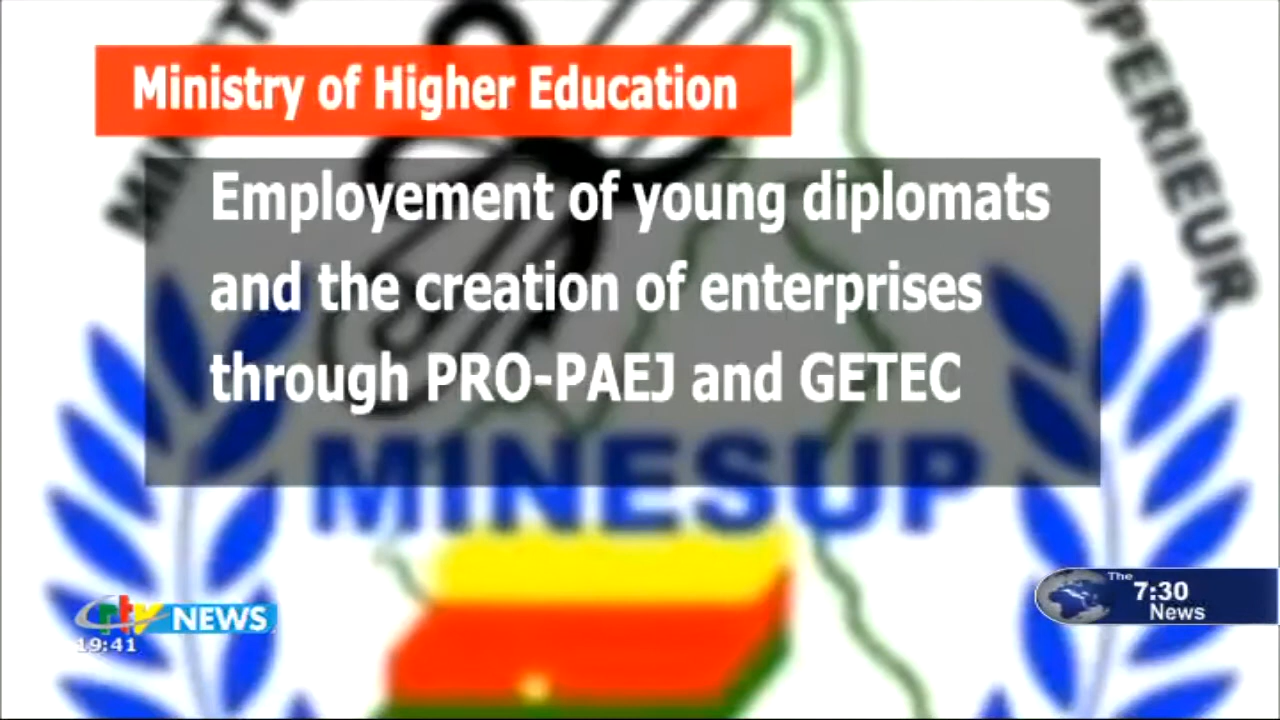 Ministry of Higher Education
Employement of young diplomats
and the creation of enterprises
through PRO-PAEJ and GETEC
MINESUP
UPERIEUR
The
7:30
News
NEWS
19:41